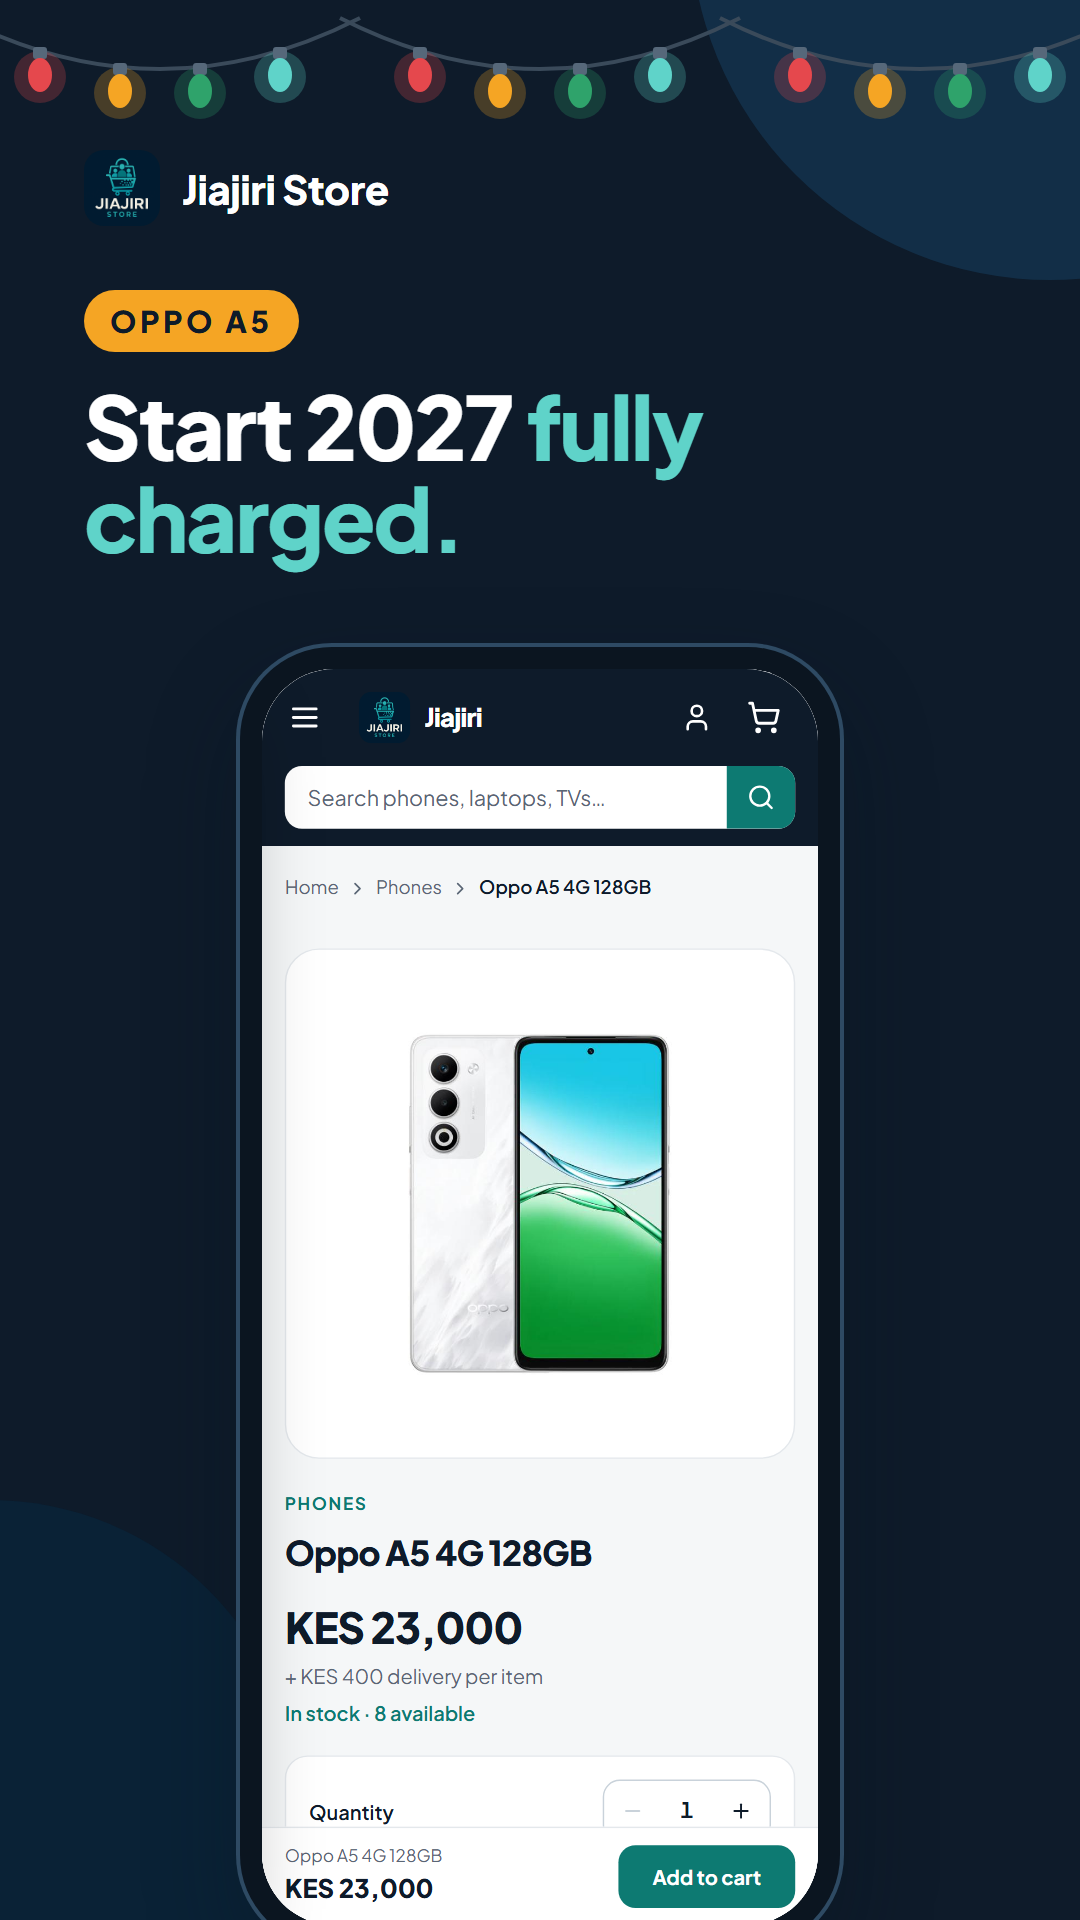 JIAJIRI
STORE
Jiajiri Store
OPPO A5
Start 2027 fully
charged.
JIAJIRI
STORE
Jiajiri
Search phones, laptops, TVs...
Home > Phones > Oppo A5 4G 128GB
oppo
PHONES
Oppo A5 4G 128GB
KES 23,000
+ KES 400 delivery per item
In stock · 8 available
Quantity
− 1 +
Oppo A5 4G 128GB
KES 23,000
Add to cart